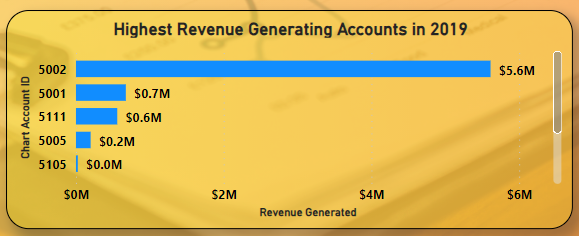 Highest Revenue Generating Accounts in 2019
Chart Account ID
5002 $5.6M
5001 $0.7M
5111 $0.6M
5005 $0.2M
5105 $0.0M
$0M $2M $4M $6M
Revenue Generated